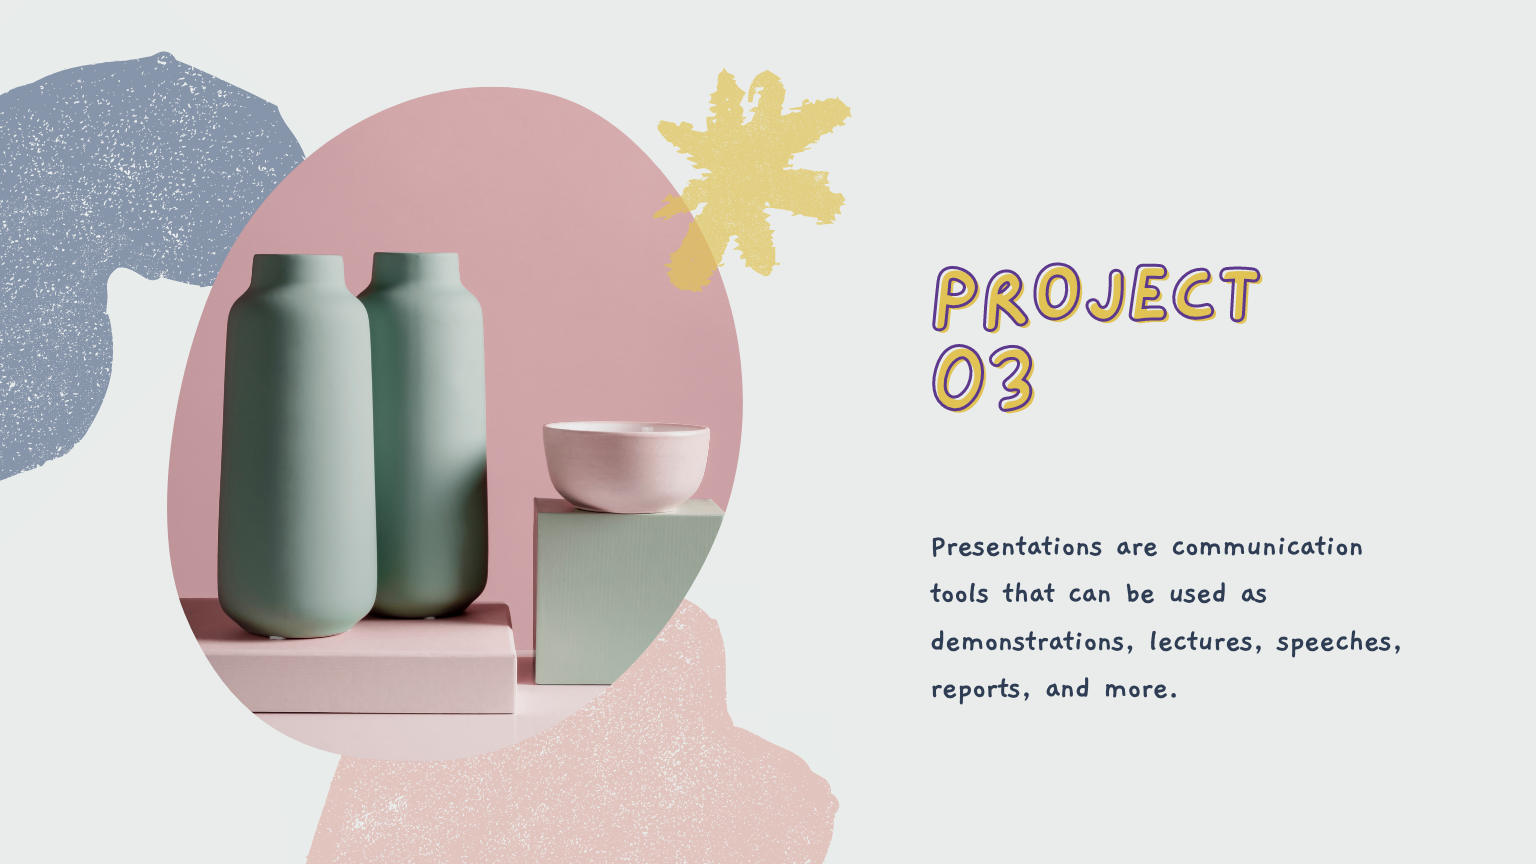 PROJECT
03
Presentations are communication
tools that can be used as
demonstrations, lectures, speeches,
reports, and more.